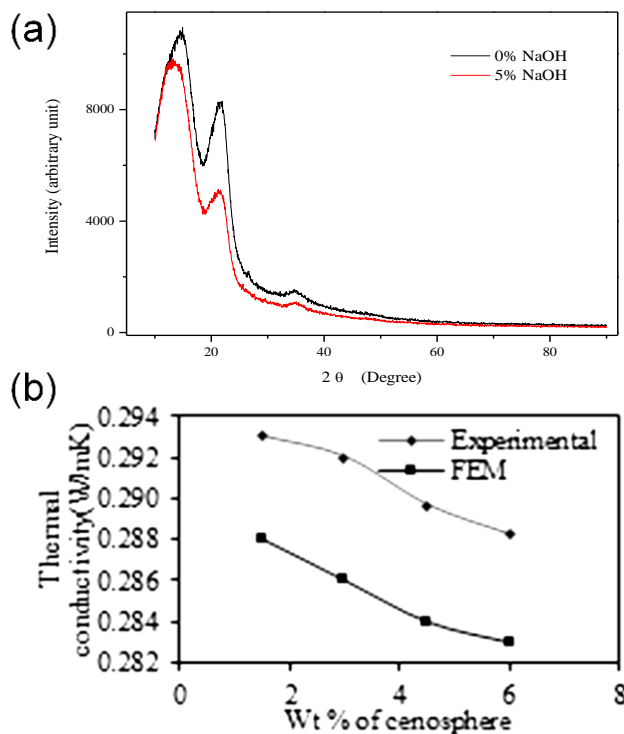 (a)
0% NaOH
5% NaOH
8000
4000
0
Intensity (arbitrary unit)
20
40
60
80
2 θ (Degree)
(b)
0.294
0.292
0.290
0.288
0.286
0.284
0.282
Thermal
conductivity(W/mK)
Experimental
FEM
0
2
4
6
8
Wt % of cenosphere